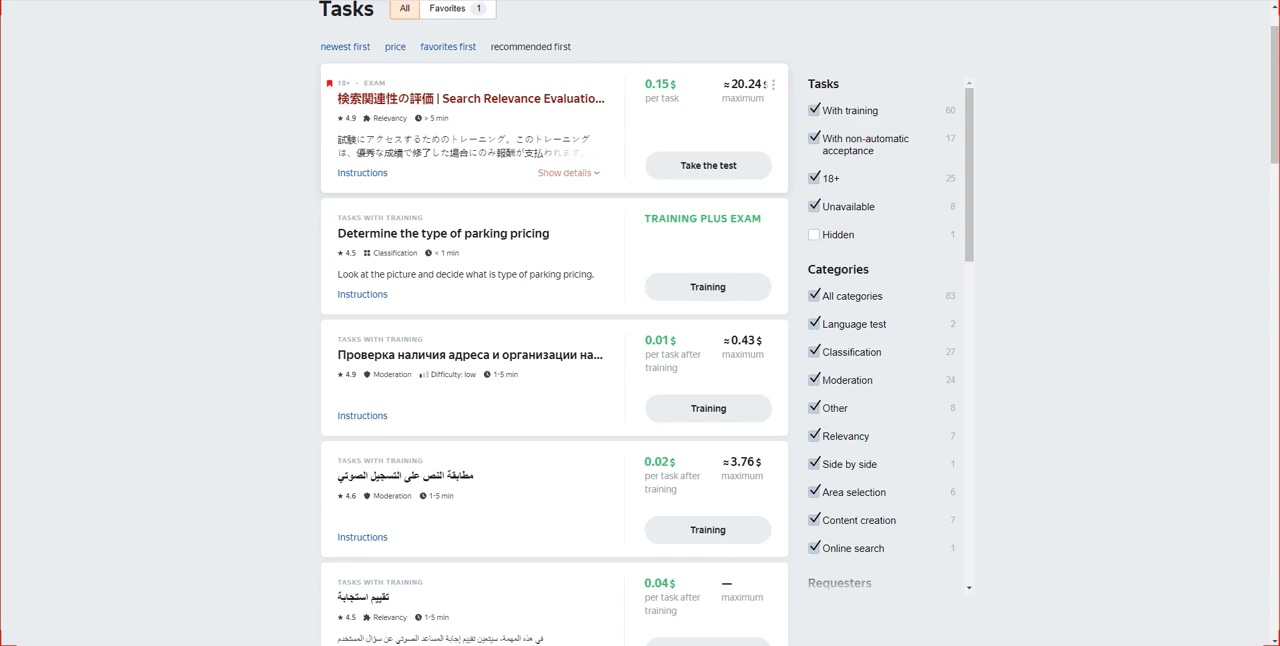 Tasks
All
Favorites 1
newest first price favorites first recommended first
18+ - EXAM
検索関連性の評価 | Search Relevance Evaluatio...
★ 4.9 Relevancy > 5 min
試験にアクセスするためのトレーニング。このトレーニング
は、優秀な成績で修了した場合にのみ報酬が支払われます。...
Instructions
Show details
0.15$
per task
≈20.24$
maximum
Take the test
TASKS WITH TRAINING
Determine the type of parking pricing
★ 4.5 Classification < 1 min
Look at the picture and decide what is type of parking pricing.
Instructions
TRAINING PLUS EXAM
Training
TASKS WITH TRAINING
Проверка наличия адреса и организации на...
★ 4.9 Moderation Difficulty: low 1-5 min
Instructions
0.01$
per task after
training
≈0.43$
maximum
Training
TASKS WITH TRAINING
مطابقة النص على التسجيل الصوتي
★ 4.6 Moderation 1-5 min
Instructions
0.02$
per task after
training
≈3.76$
maximum
Training
TASKS WITH TRAINING
تقييم استجابة
★ 4.5 Relevancy 1-5 min
في هذه المهمة، سيتعين تقييم إجابة المساعد الصوتي عن سؤال المستخدم
0.04$
per task after
training
—
maximum
Tasks
With training 60
With non-automatic
acceptance 17
18+ 25
Unavailable 8
Hidden 1
Categories
All categories 83
Language test 2
Classification 27
Moderation 24
Other 8
Relevancy 7
Side by side 1
Area selection 6
Content creation 7
Online search 1
Requesters